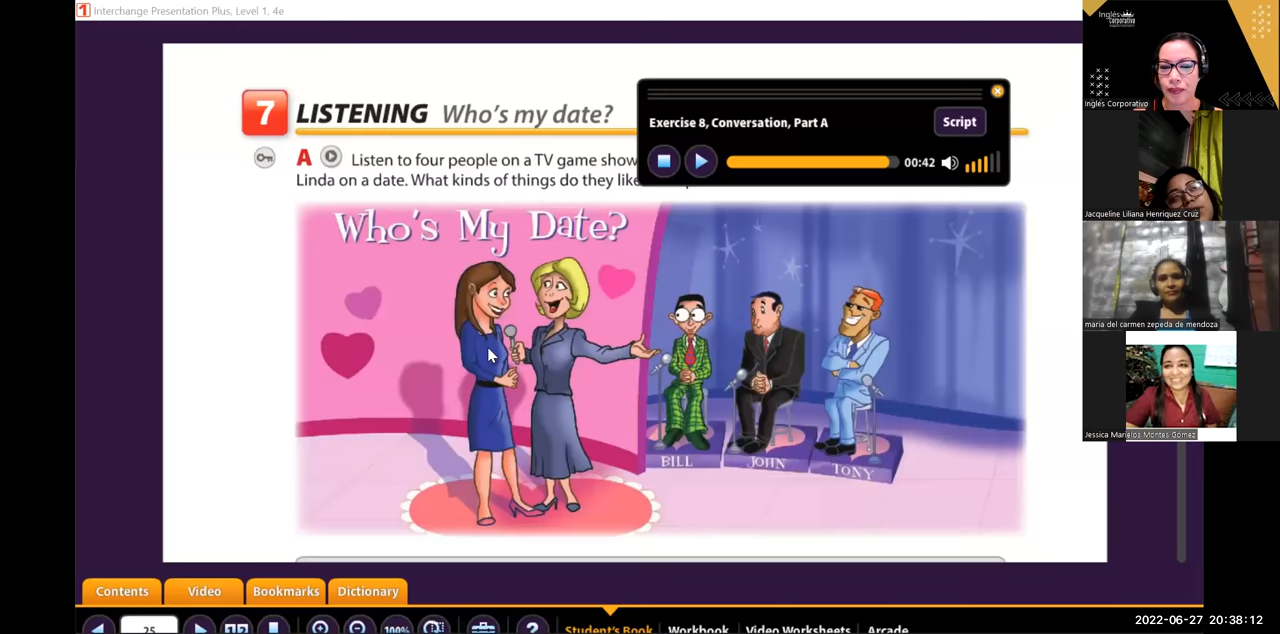 Interchange Presentation Plus, Level 1, 4e
7 LISTENING Who's my date?
A Listen to four people on a TV game show
Linda on a date. What kinds of things do they like
Exercise 8, Conversation, Part A
Script
00:42
Who's My Date?
BILL
JOHN
TONY
Contents
Video
Bookmarks
Dictionary
25
100%
?
Student's Book
Workbook
Video Worksheets
Arcade
Inglés
Corporativo
Inglés Corporativo
Jacqueline Liliana Henriquez Cruz
maria del carmen zepeda de mendoza
Jessica Marielos Montes Gómez
2022-06-27 20:38:12